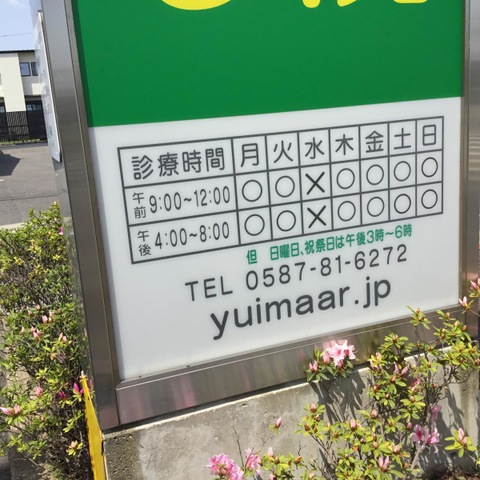 診療時間 月 火 水 木 金 土 日
午前 9:00~12:00 ○ ○ × ○ ○ ○ ○
午後 4:00~8:00 ○ ○ × ○ ○ ○ ○
但 日曜日、祝祭日は午後3時~6時
TEL 0587-81-6272
yuimaar.jp